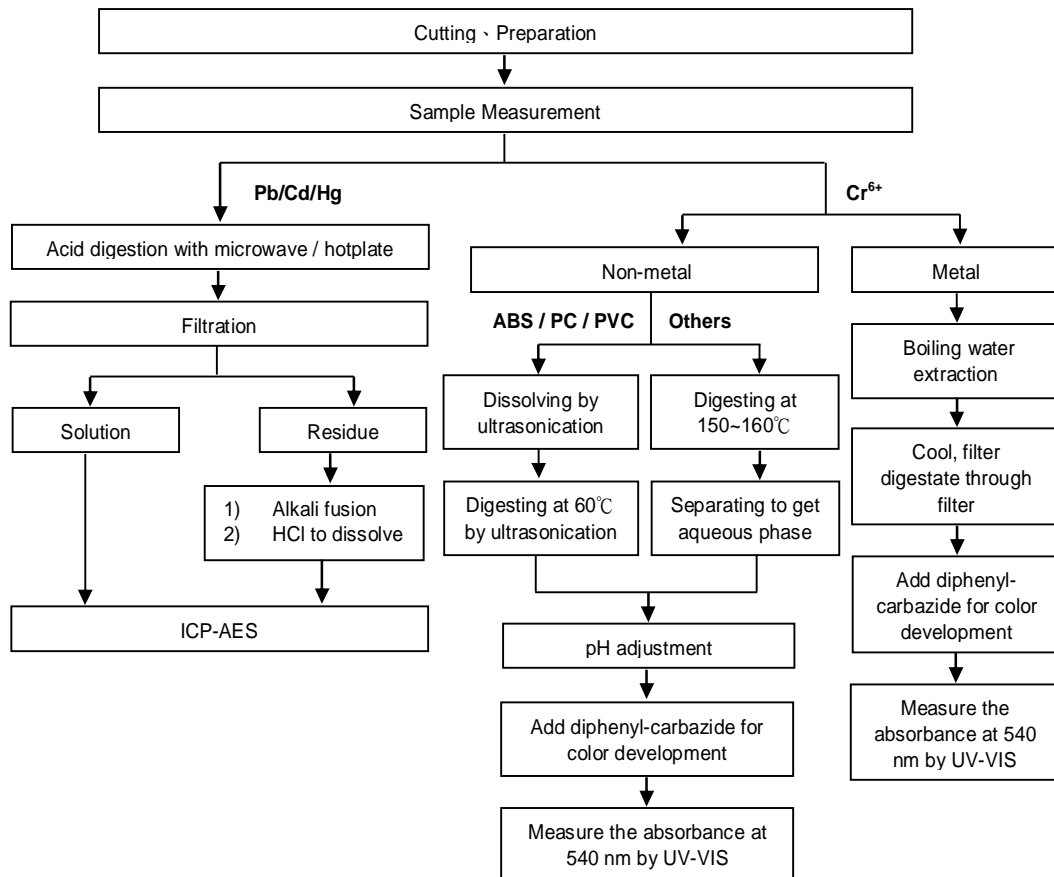 Cutting、Preparation
Sample Measurement
Pb/Cd/Hg
Acid digestion with microwave / hotplate
Filtration
Solution
Residue
1) Alkali fusion
2) HCl to dissolve
ICP-AES
Cr⁶⁺
Non-metal
ABS / PC / PVC
Others
Dissolving by
ultrasonication
Digesting at 60℃
by ultrasonication
Digesting at
150~160℃
Separating to get
aqueous phase
pH adjustment
Add diphenyl-carbazide for
color development
Measure the absorbance at
540 nm by UV-VIS
Metal
Boiling water
extraction
Cool, filter
digestate through
filter
Add diphenyl-
carbazide for color
development
Measure the
absorbance at 540
nm by UV-VIS